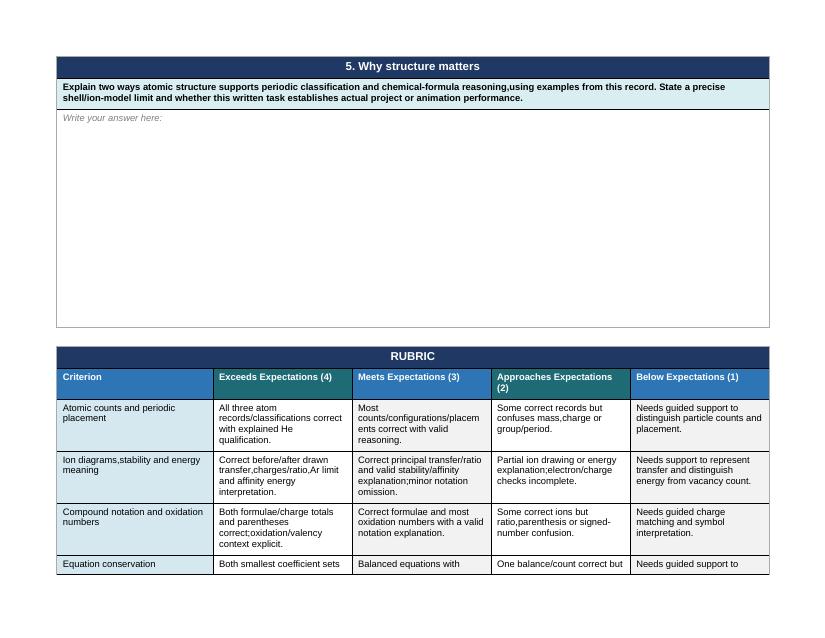 5. Why structure matters
Explain two ways atomic structure supports periodic classification and chemical-formula reasoning,using examples from this record. State a precise
shell/ion-model limit and whether this written task establishes actual project or animation performance.
Write your answer here:
RUBRIC
Criterion
Exceeds Expectations (4)
Meets Expectations (3)
Approaches Expectations
(2)
Below Expectations (1)
Atomic counts and periodic
placement
All three atom
records/classifications correct
with explained He
qualification.
Most
counts/configurations/placem
ents correct with valid
reasoning.
Some correct records but
confuses mass,charge or
group/period.
Needs guided support to
distinguish particle counts and
placement.
Ion diagrams,stability and energy
meaning
Correct before/after drawn
transfer,charges/ratio,Ar limit
and affinity energy
interpretation.
Correct principal transfer/ratio
and valid stability/affinity
explanation;minor notation
omission.
Partial ion drawing or energy
explanation;electron/charge
checks incomplete.
Needs support to represent
transfer and distinguish
energy from vacancy count.
Compound notation and oxidation
numbers
Both formulae/charge totals
and parentheses
correct;oxidation/valency
context explicit.
Correct formulae and most
oxidation numbers with a valid
notation explanation.
Some correct ions but
ratio,parenthesis or signed-
number confusion.
Needs guided charge
matching and symbol
interpretation.
Equation conservation
Both smallest coefficient sets
Balanced equations with
One balance/count correct but
Needs guided support to